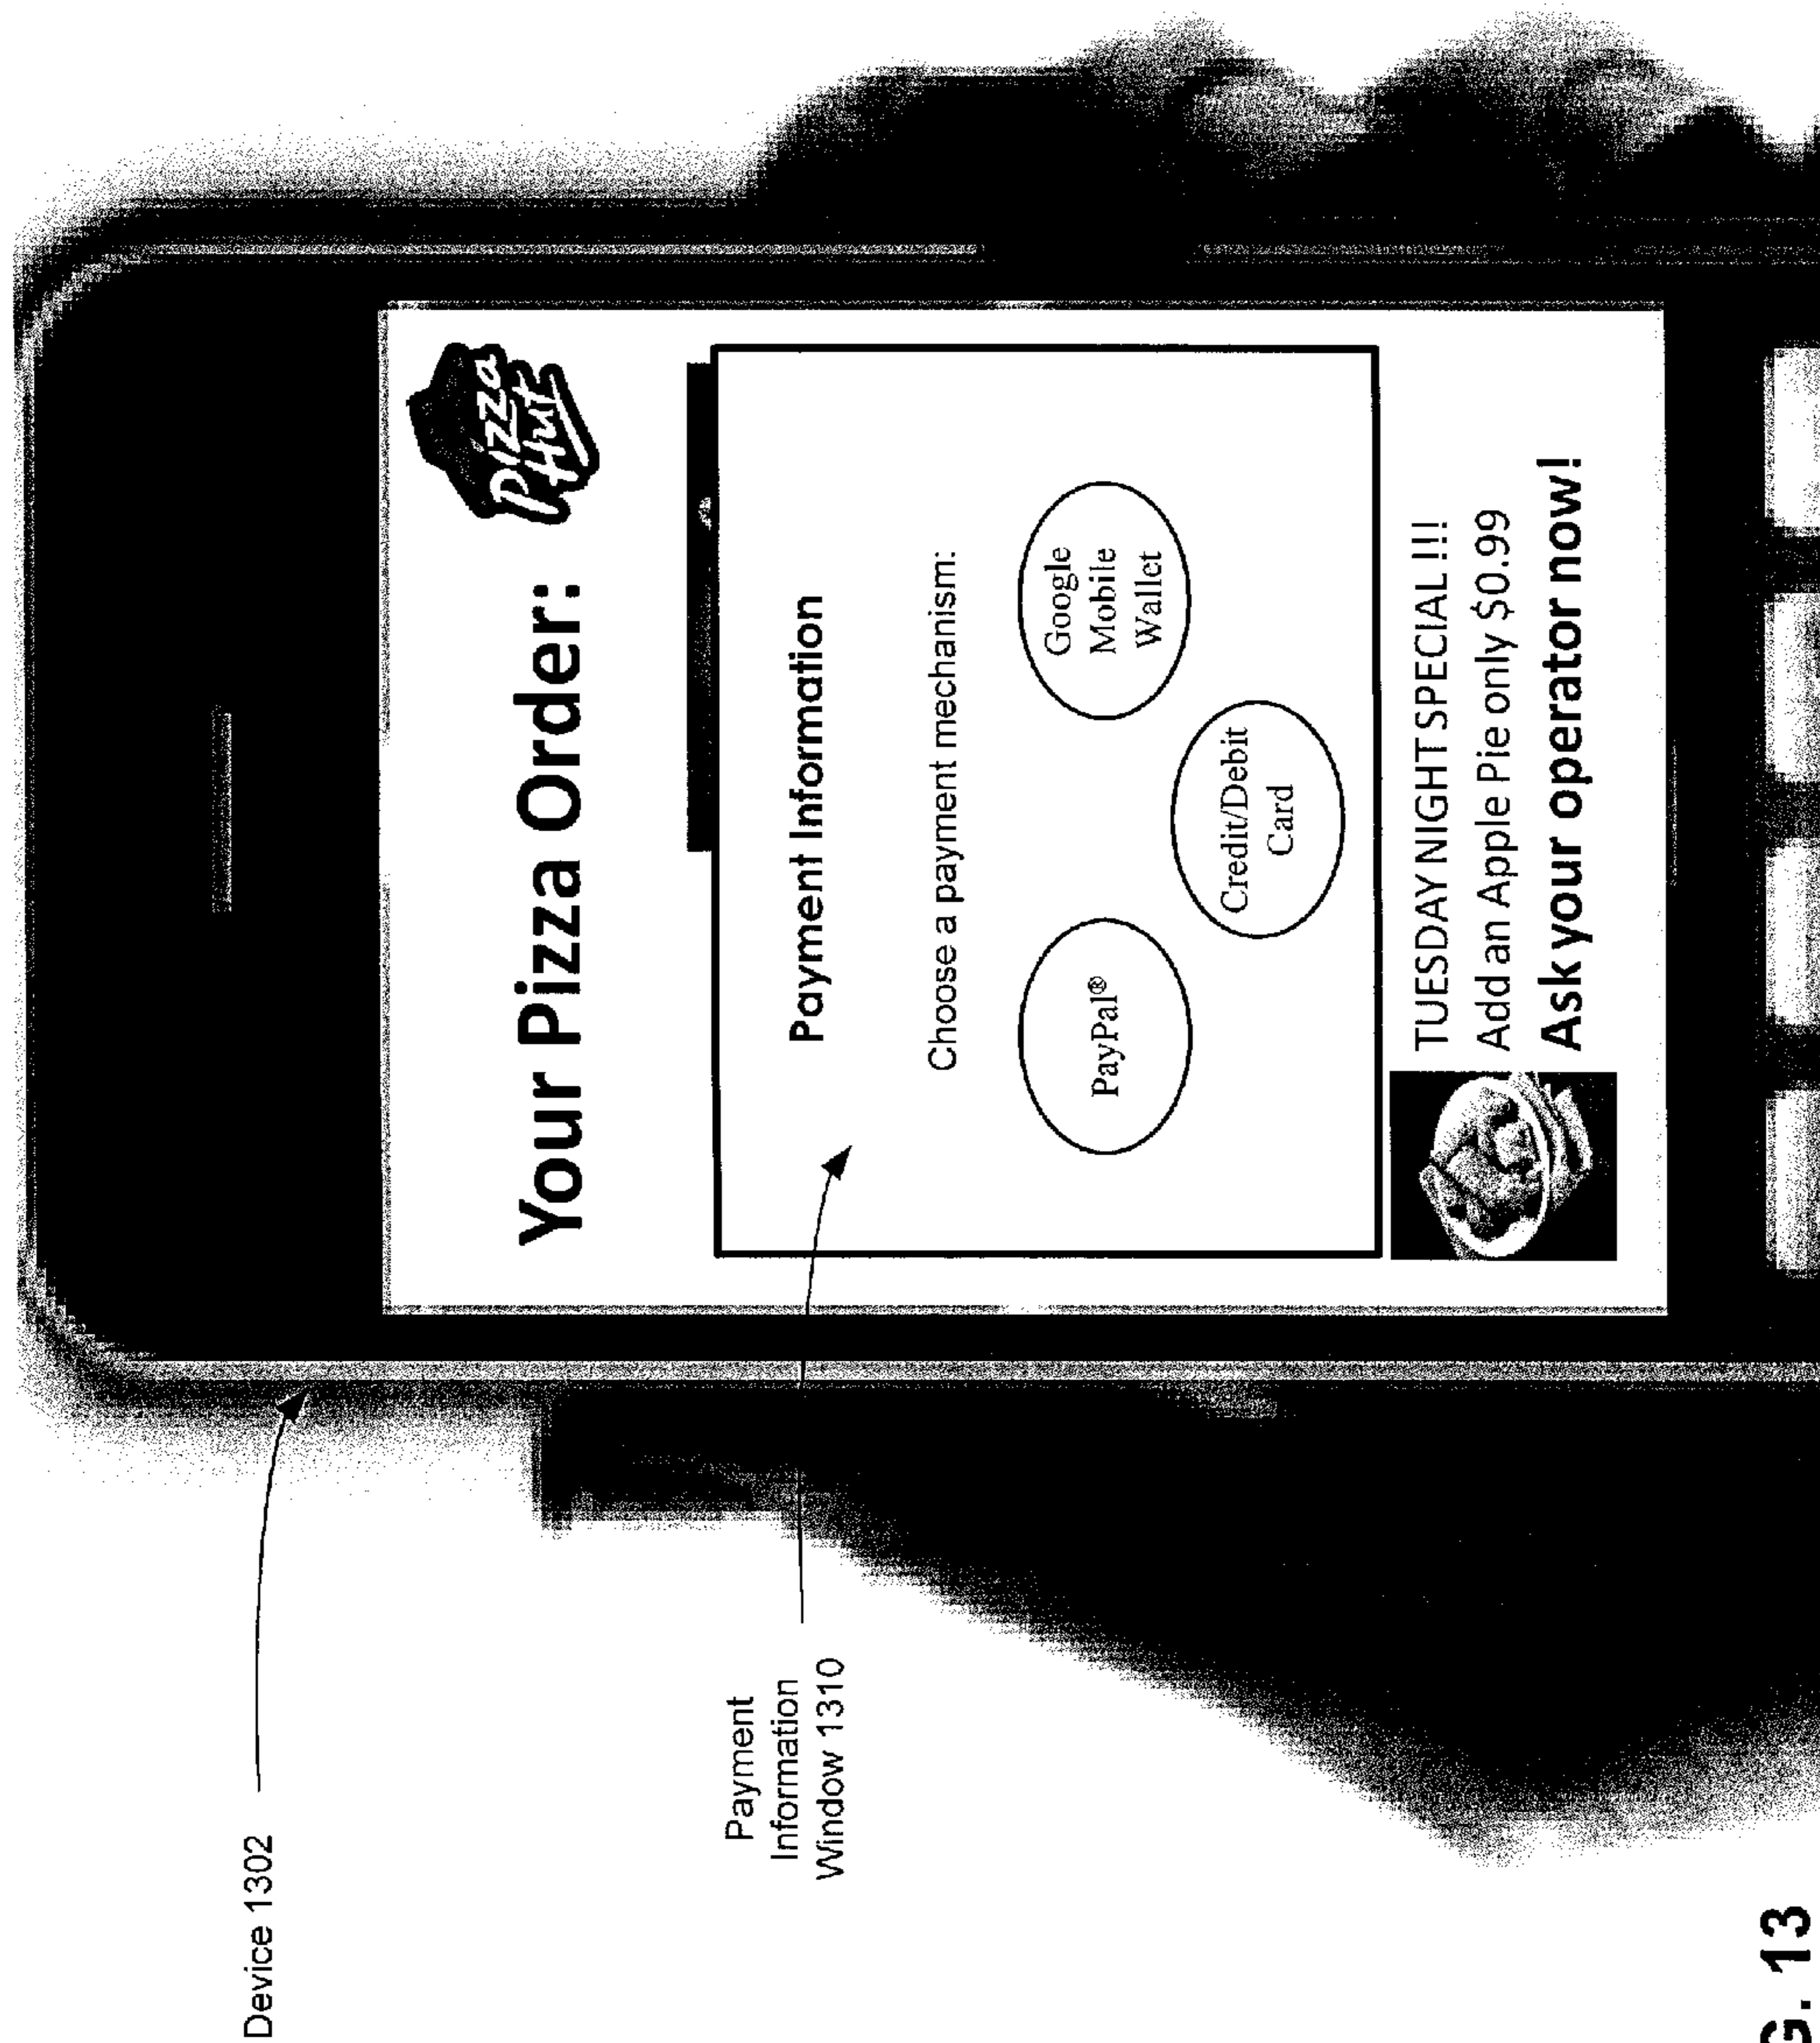 Device 1302
Payment
Information
Window 1310
Your Pizza Order:
Pizza
Hut
Payment Information
Choose a payment mechanism:
PayPal®
Google
Mobile
Wallet
Credit/Debit
Card
TUESDAY NIGHT SPECIAL !!!
Add an Apple Pie only $0.99
Ask your operator now!
G. 13